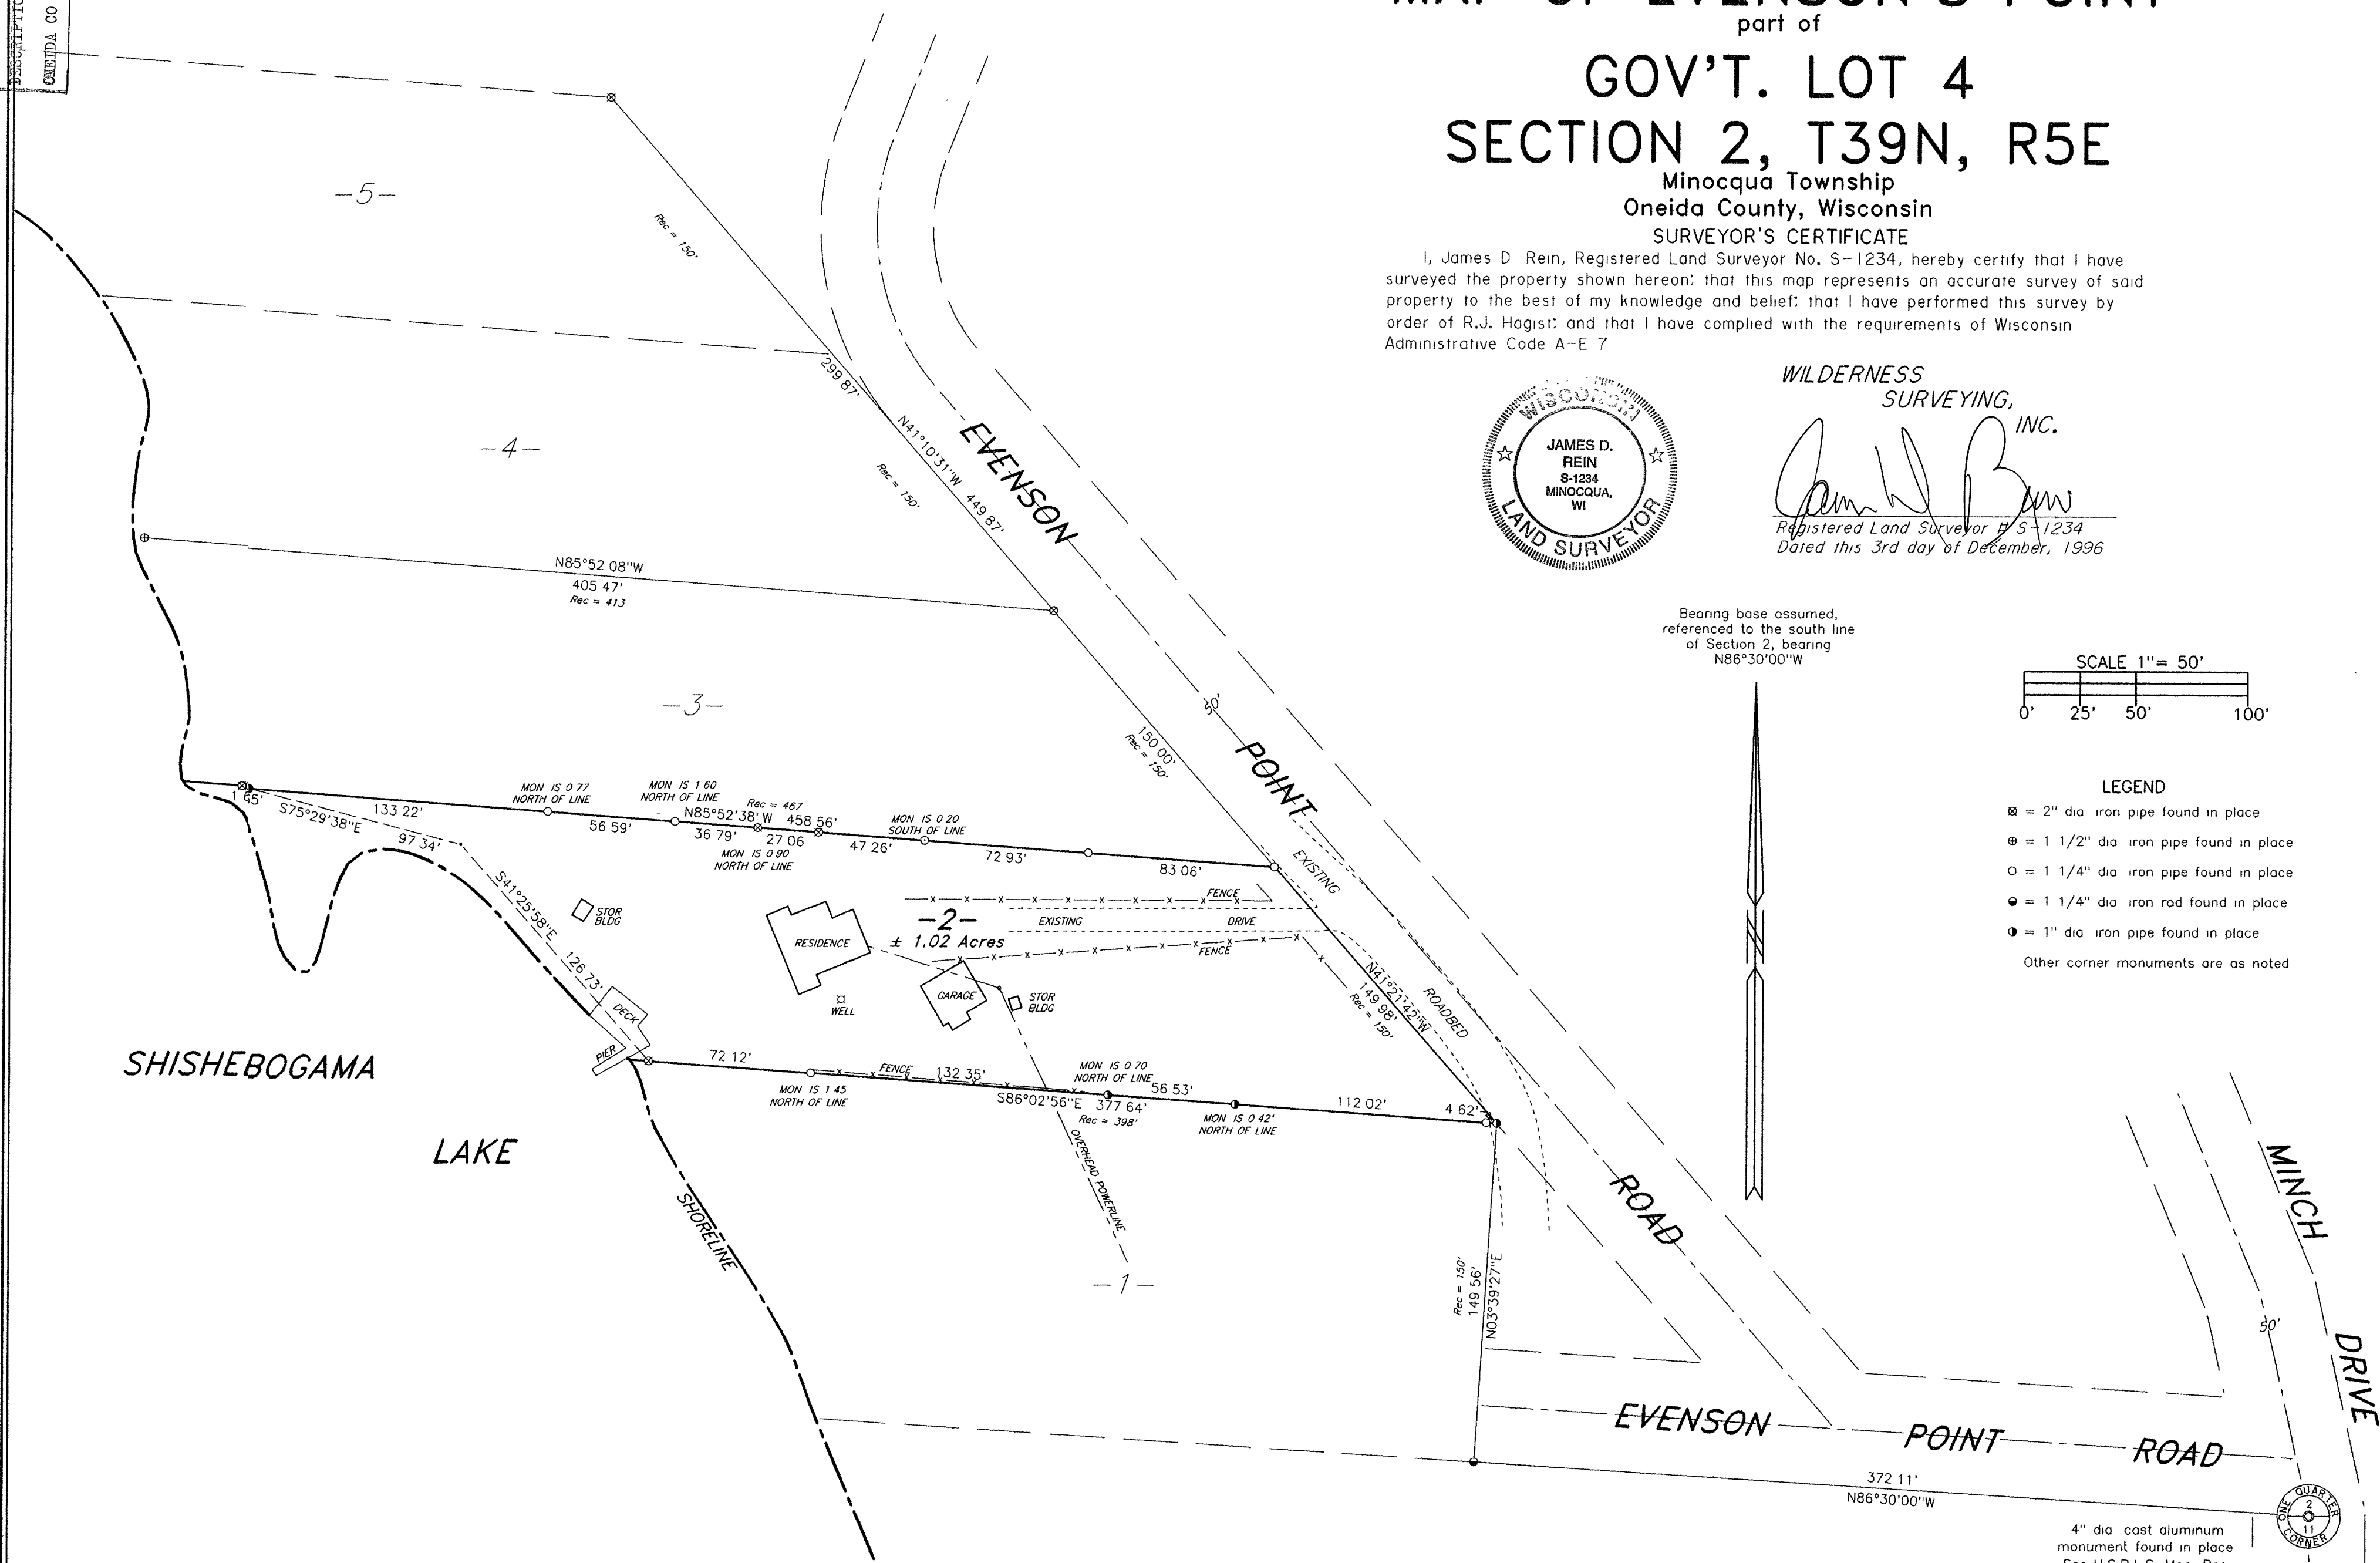 DESCRIPTIO
ONEIDA CO
MAP OF EVENSON'S POINT
part of
GOV'T. LOT 4
SECTION 2, T39N, R5E
Minocqua Township
Oneida County, Wisconsin
SURVEYOR'S CERTIFICATE
I, James D Rein, Registered Land Surveyor No. S-1234, hereby certify that I have
surveyed the property shown hereon; that this map represents an accurate survey of said
property to the best of my knowledge and belief; that I have performed this survey by
order of R.J. Hagist; and that I have complied with the requirements of Wisconsin
Administrative Code A-E 7
WILDERNESS
SURVEYING,
INC.
WISCONSIN
JAMES D.
REIN
S-1234
MINOCQUA,
WI
LAND SURVEYOR
Registered Land Surveyor # S-1234
Dated this 3rd day of December, 1996
Bearing base assumed,
referenced to the south line
of Section 2, bearing
N86°30'00"W
N
SCALE 1"= 50'
0' 25' 50' 100'
LEGEND
= 2" dia iron pipe found in place
= 1 1/2" dia iron pipe found in place
= 1 1/4" dia iron pipe found in place
= 1 1/4" dia iron rod found in place
= 1" dia iron pipe found in place
Other corner monuments are as noted
-5-
Rec = 150'
299 87'
-4-
N41°10'31"W 449 87'
Rec = 150'
EVENSON
N85°52 08"W
405 47'
Rec = 413
-3-
50'
150 00'
Rec = 150'
POINT
1 65'
S75°29'38"E
133 22'
97 34'
MON IS 0 77
NORTH OF LINE
56 59'
MON IS 1 60
NORTH OF LINE
N85°52'38' W 458 56'
Rec = 467
36 79'
27 06
MON IS 0 90
NORTH OF LINE
47 26'
MON IS 0 20
SOUTH OF LINE
72 93'
83 06'
EXISTING
ROADBED
S41°25'58"E
126 73'
STOR
BLDG
RESIDENCE
-2-
± 1.02 Acres
FENCE
EXISTING DRIVE
FENCE
GARAGE
STOR
BLDG
WELL
DECK
PIER
N41°21'42"W
149 98'
Rec = 150'
SHISHEBOGAMA
LAKE
SHORELINE
72 12'
MON IS 1 45
NORTH OF LINE
FENCE
132 35'
S86°02'56"E 377 64'
Rec = 398'
MON IS 0 70
NORTH OF LINE
56 53'
MON IS 0 42'
NORTH OF LINE
112 02'
4 62'
OVERHEAD POWERLINE
-1-
Rec = 150'
149 56'
N03°39'27"E
ROAD
MINCH
DRIVE
50'
EVENSON POINT ROAD
372 11'
N86°30'00"W
ONE QUARTER
2
11
CORNER
4" dia cast aluminum
monument found in place